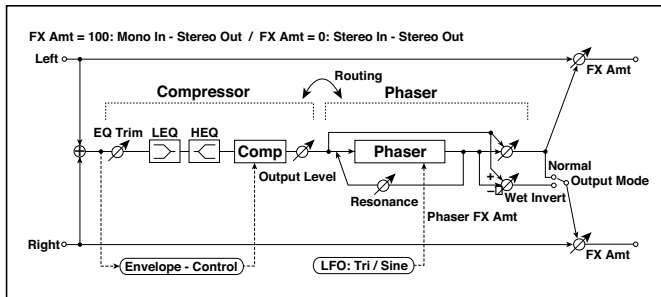 FX Amt = 100: Mono In - Stereo Out / FX Amt = 0: Stereo In - Stereo Out
Left
FX Amt
Routing
Compressor
Phaser
EQ Trim
LEQ
HEQ
Comp
Phaser
Normal
Output Level
Output Mode
+
−
Wet Invert
Resonance
Phaser FX Amt
Right
FX Amt
Envelope - Control
LFO: Tri / Sine